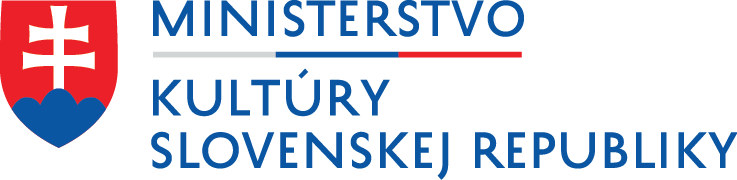 MINISTERSTVO
KULTÚRY
SLOVENSKEJ REPUBLIKY